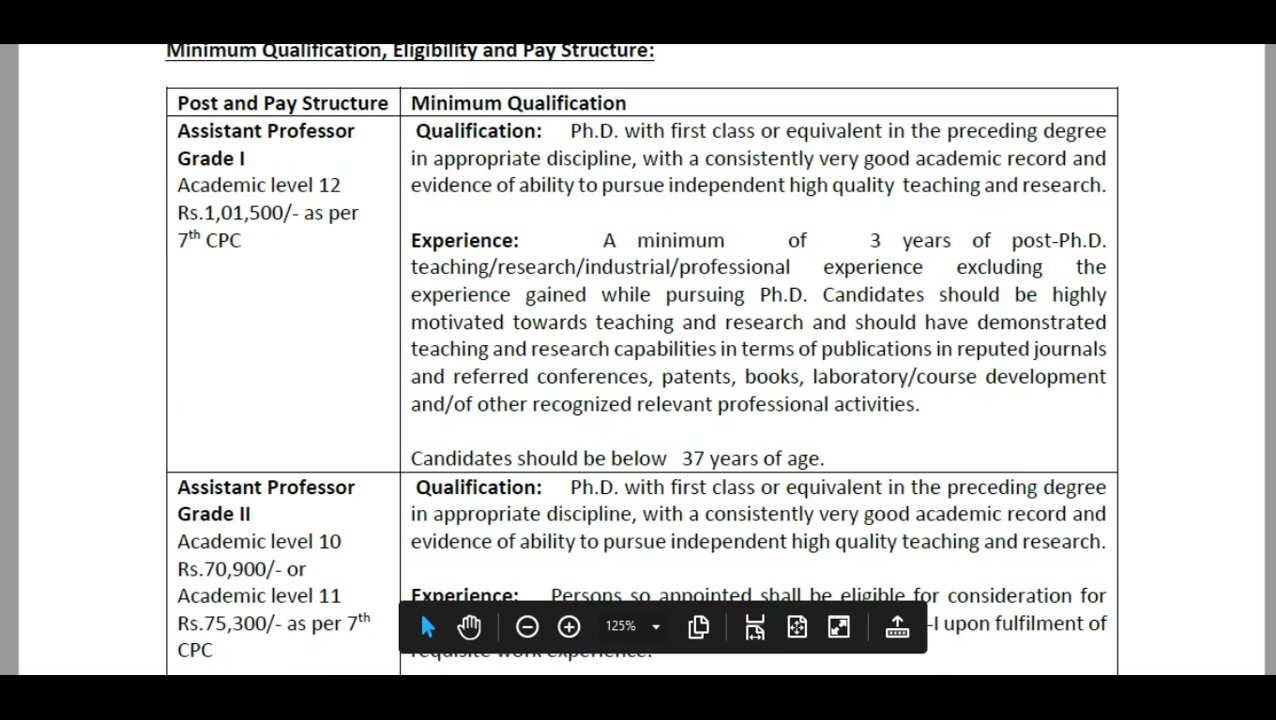 Minimum Qualification, Eligibility and Pay Structure:
Post and Pay Structure
Minimum Qualification
Assistant Professor
Grade I
Academic level 12
Rs.1,01,500/- as per
7th CPC
Qualification: Ph.D. with first class or equivalent in the preceding degree
in appropriate discipline, with a consistently very good academic record and
evidence of ability to pursue independent high quality teaching and research.
Experience: A minimum of 3 years of post-Ph.D.
teaching/research/industrial/professional experience excluding the
experience gained while pursuing Ph.D. Candidates should be highly
motivated towards teaching and research and should have demonstrated
teaching and research capabilities in terms of publications in reputed journals
and referred conferences, patents, books, laboratory/course development
and/of other recognized relevant professional activities.
Candidates should be below 37 years of age.
Assistant Professor
Grade II
Academic level 10
Rs.70,900/- or
Academic level 11
Rs.75,300/- as per 7th
CPC
Qualification: Ph.D. with first class or equivalent in the preceding degree
in appropriate discipline, with a consistently very good academic record and
evidence of ability to pursue independent high quality teaching and research.
Experience: Persons so appointed shall be eligible for consideration for
-I upon fulfilment of
requisite work experience.
125%